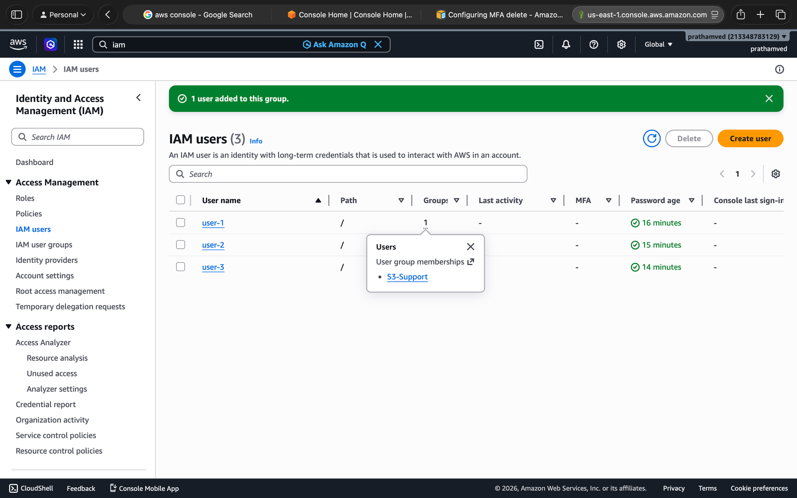 Personal
aws console - Google Search
Console Home | Console Home |...
Configuring MFA delete - Amazo...
us-east-1.console.aws.amazon.com
aws
iam
Ask Amazon Q
Global
prathamved (213348783129)
prathamved
IAM
IAM users
Identity and Access
Management (IAM)
Search IAM
Dashboard
Access Management
Roles
Policies
IAM users
IAM user groups
Identity providers
Account settings
Root access management
Temporary delegation requests
Access reports
Access Analyzer
Resource analysis
Unused access
Analyzer settings
Credential report
Organization activity
Service control policies
Resource control policies
1 user added to this group.
IAM users (3) Info
Delete
Create user
An IAM user is an identity with long-term credentials that is used to interact with AWS in an account.
Search
1
User name
Path
Groups
Last activity
MFA
Password age
Console last sign-in
user-1 / 1 - - 16 minutes -
user-2 / - 15 minutes -
user-3 / - 14 minutes -
Users
User group memberships
S3-Support
CloudShell
Feedback
Console Mobile App
© 2026, Amazon Web Services, Inc. or its affiliates.
Privacy
Terms
Cookie preferences